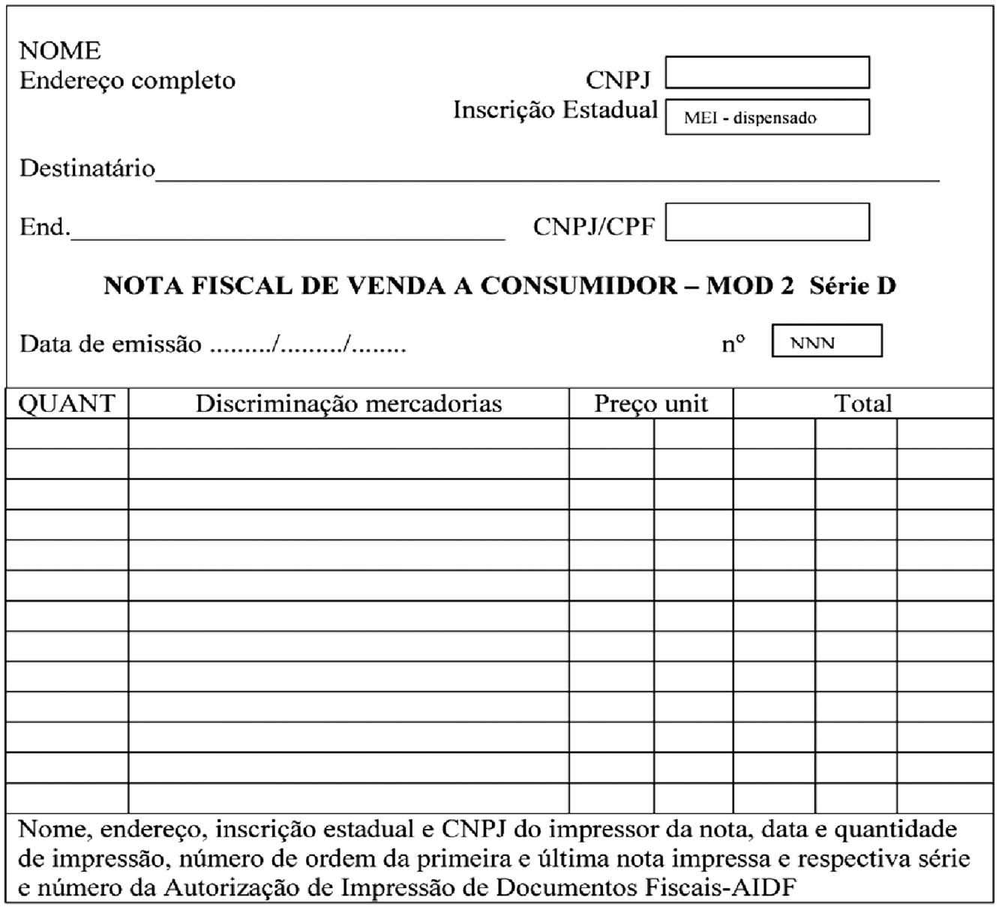 NOME
Endereço completo
CNPJ
Inscrição Estadual MEI - dispensado
Destinatário
End. CNPJ/CPF
NOTA FISCAL DE VENDA A CONSUMIDOR – MOD 2 Série D
Data de emissão ........./........./........ nº NNN
QUANT Discriminação mercadorias Preço unit Total
Nome, endereço, inscrição estadual e CNPJ do impressor da nota, data e quantidade
de impressão, número de ordem da primeira e última nota impressa e respectiva série
e número da Autorização de Impressão de Documentos Fiscais-AIDF